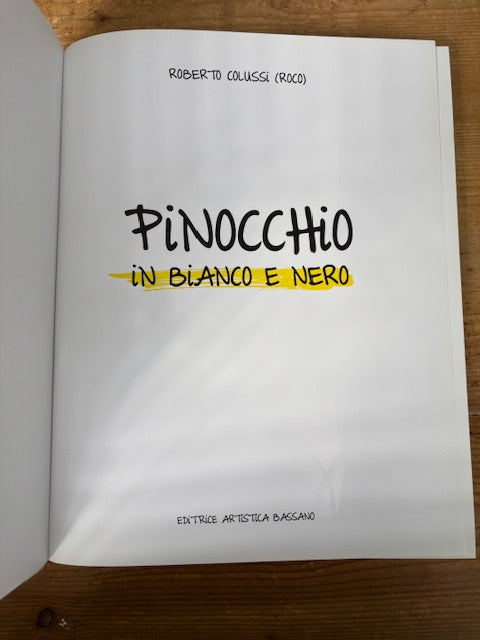 ROBERTO COLUSSi (ROCO)
PiNOCCHiO
iN BiANCO E NERO
EDiTRICE ARTiSTiCA BASSANO